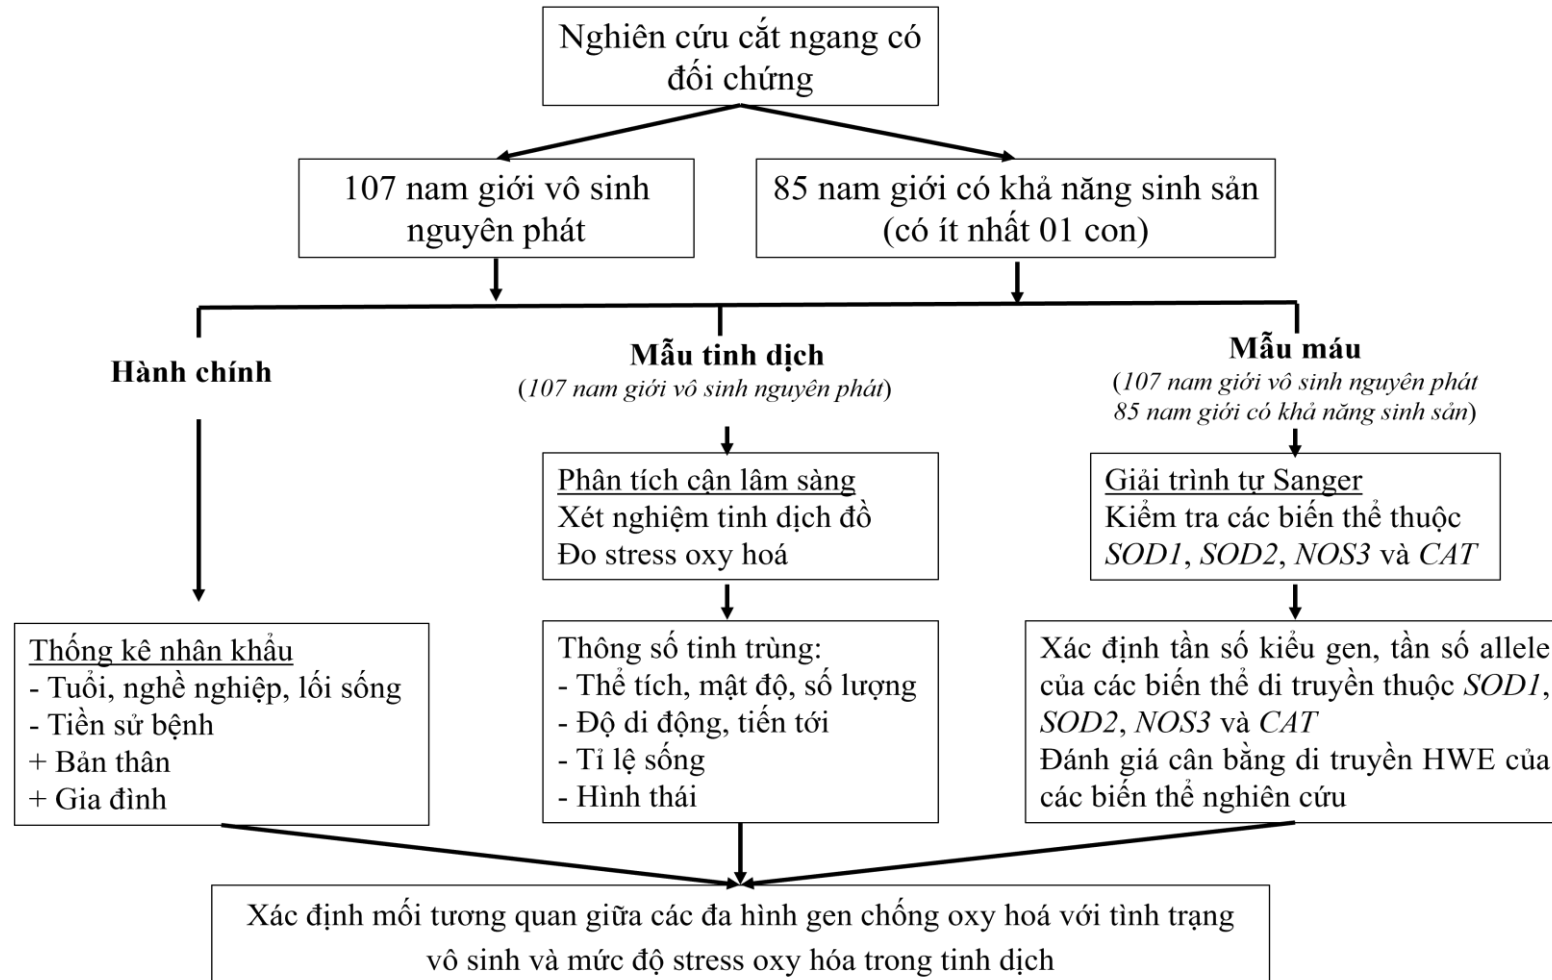 Nghiên cứu cắt ngang có
đối chứng
107 nam giới vô sinh
nguyên phát
85 nam giới có khả năng sinh sản
(có ít nhất 01 con)
Hành chính
Mẫu tinh dịch
(107 nam giới vô sinh nguyên phát)
Mẫu máu
(107 nam giới vô sinh nguyên phát
85 nam giới có khả năng sinh sản)
Thống kê nhân khẩu
- Tuổi, nghề nghiệp, lối sống
- Tiền sử bệnh
+ Bản thân
+ Gia đình
Phân tích cận lâm sàng
Xét nghiệm tinh dịch đồ
Đo stress oxy hoá
Thông số tinh trùng:
- Thể tích, mật độ, số lượng
- Độ di động, tiến tới
- Tỉ lệ sống
- Hình thái
Giải trình tự Sanger
Kiểm tra các biến thể thuộc
SOD1, SOD2, NOS3 và CAT
Xác định tần số kiểu gen, tần số allele
của các biến thể di truyền thuộc SOD1,
SOD2, NOS3 và CAT
Đánh giá cân bằng di truyền HWE của
các biến thể nghiên cứu
Xác định mối tương quan giữa các đa hình gen chống oxy hoá với tình trạng
vô sinh và mức độ stress oxy hóa trong tinh dịch